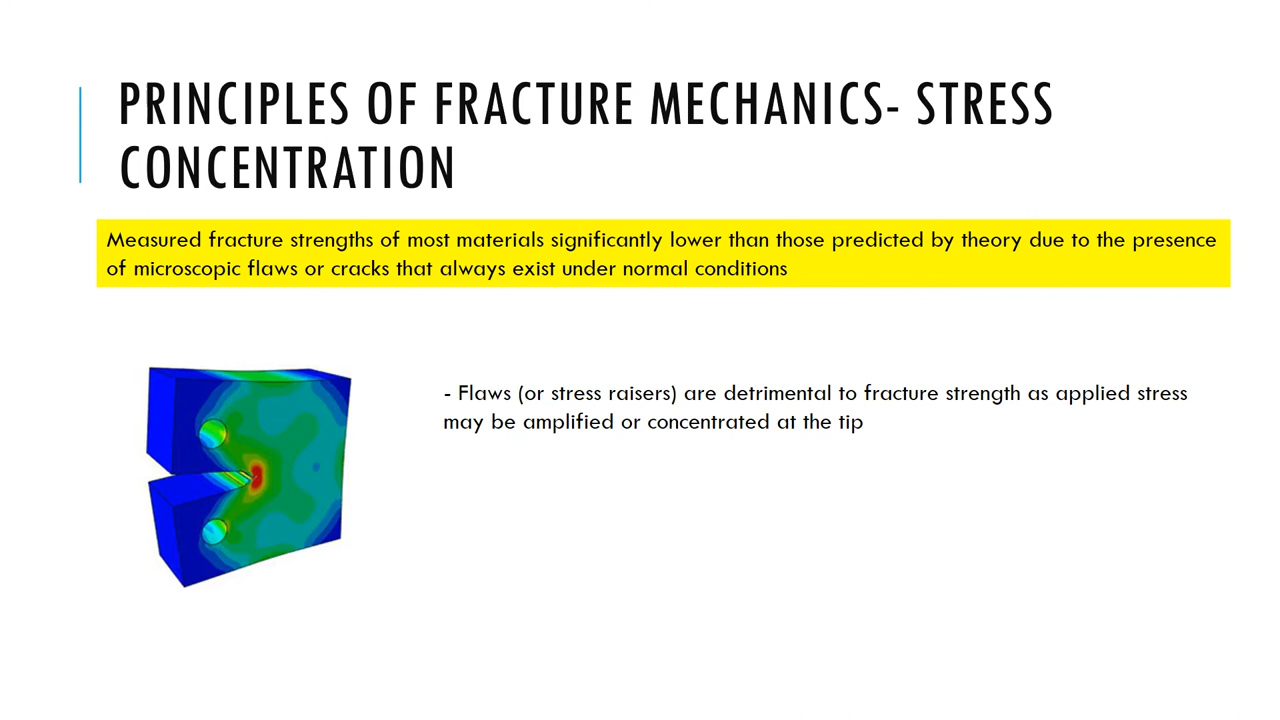 PRINCIPLES OF FRACTURE MECHANICS- STRESS
CONCENTRATION
Measured fracture strengths of most materials significantly lower than those predicted by theory due to the presence
of microscopic flaws or cracks that always exist under normal conditions
- Flaws (or stress raisers) are detrimental to fracture strength as applied stress
may be amplified or concentrated at the tip